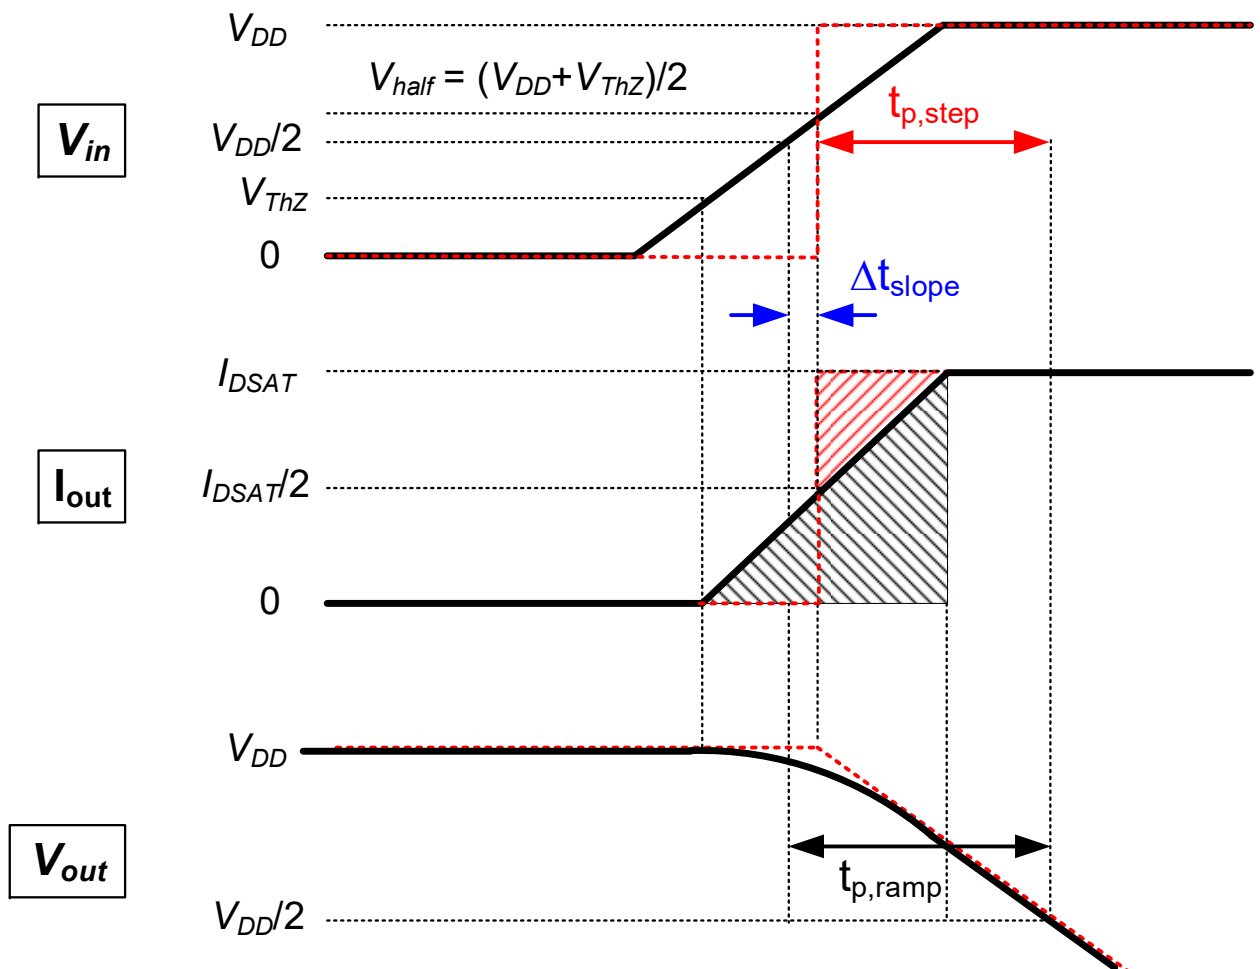 V_DD
V_half = (V_DD+V_ThZ)/2
t_p,step
V_in
V_DD/2
V_ThZ
0
Δt_slope
I_DSAT
I_out
I_DSAT/2
0
V_DD
V_out
t_p,ramp
V_DD/2